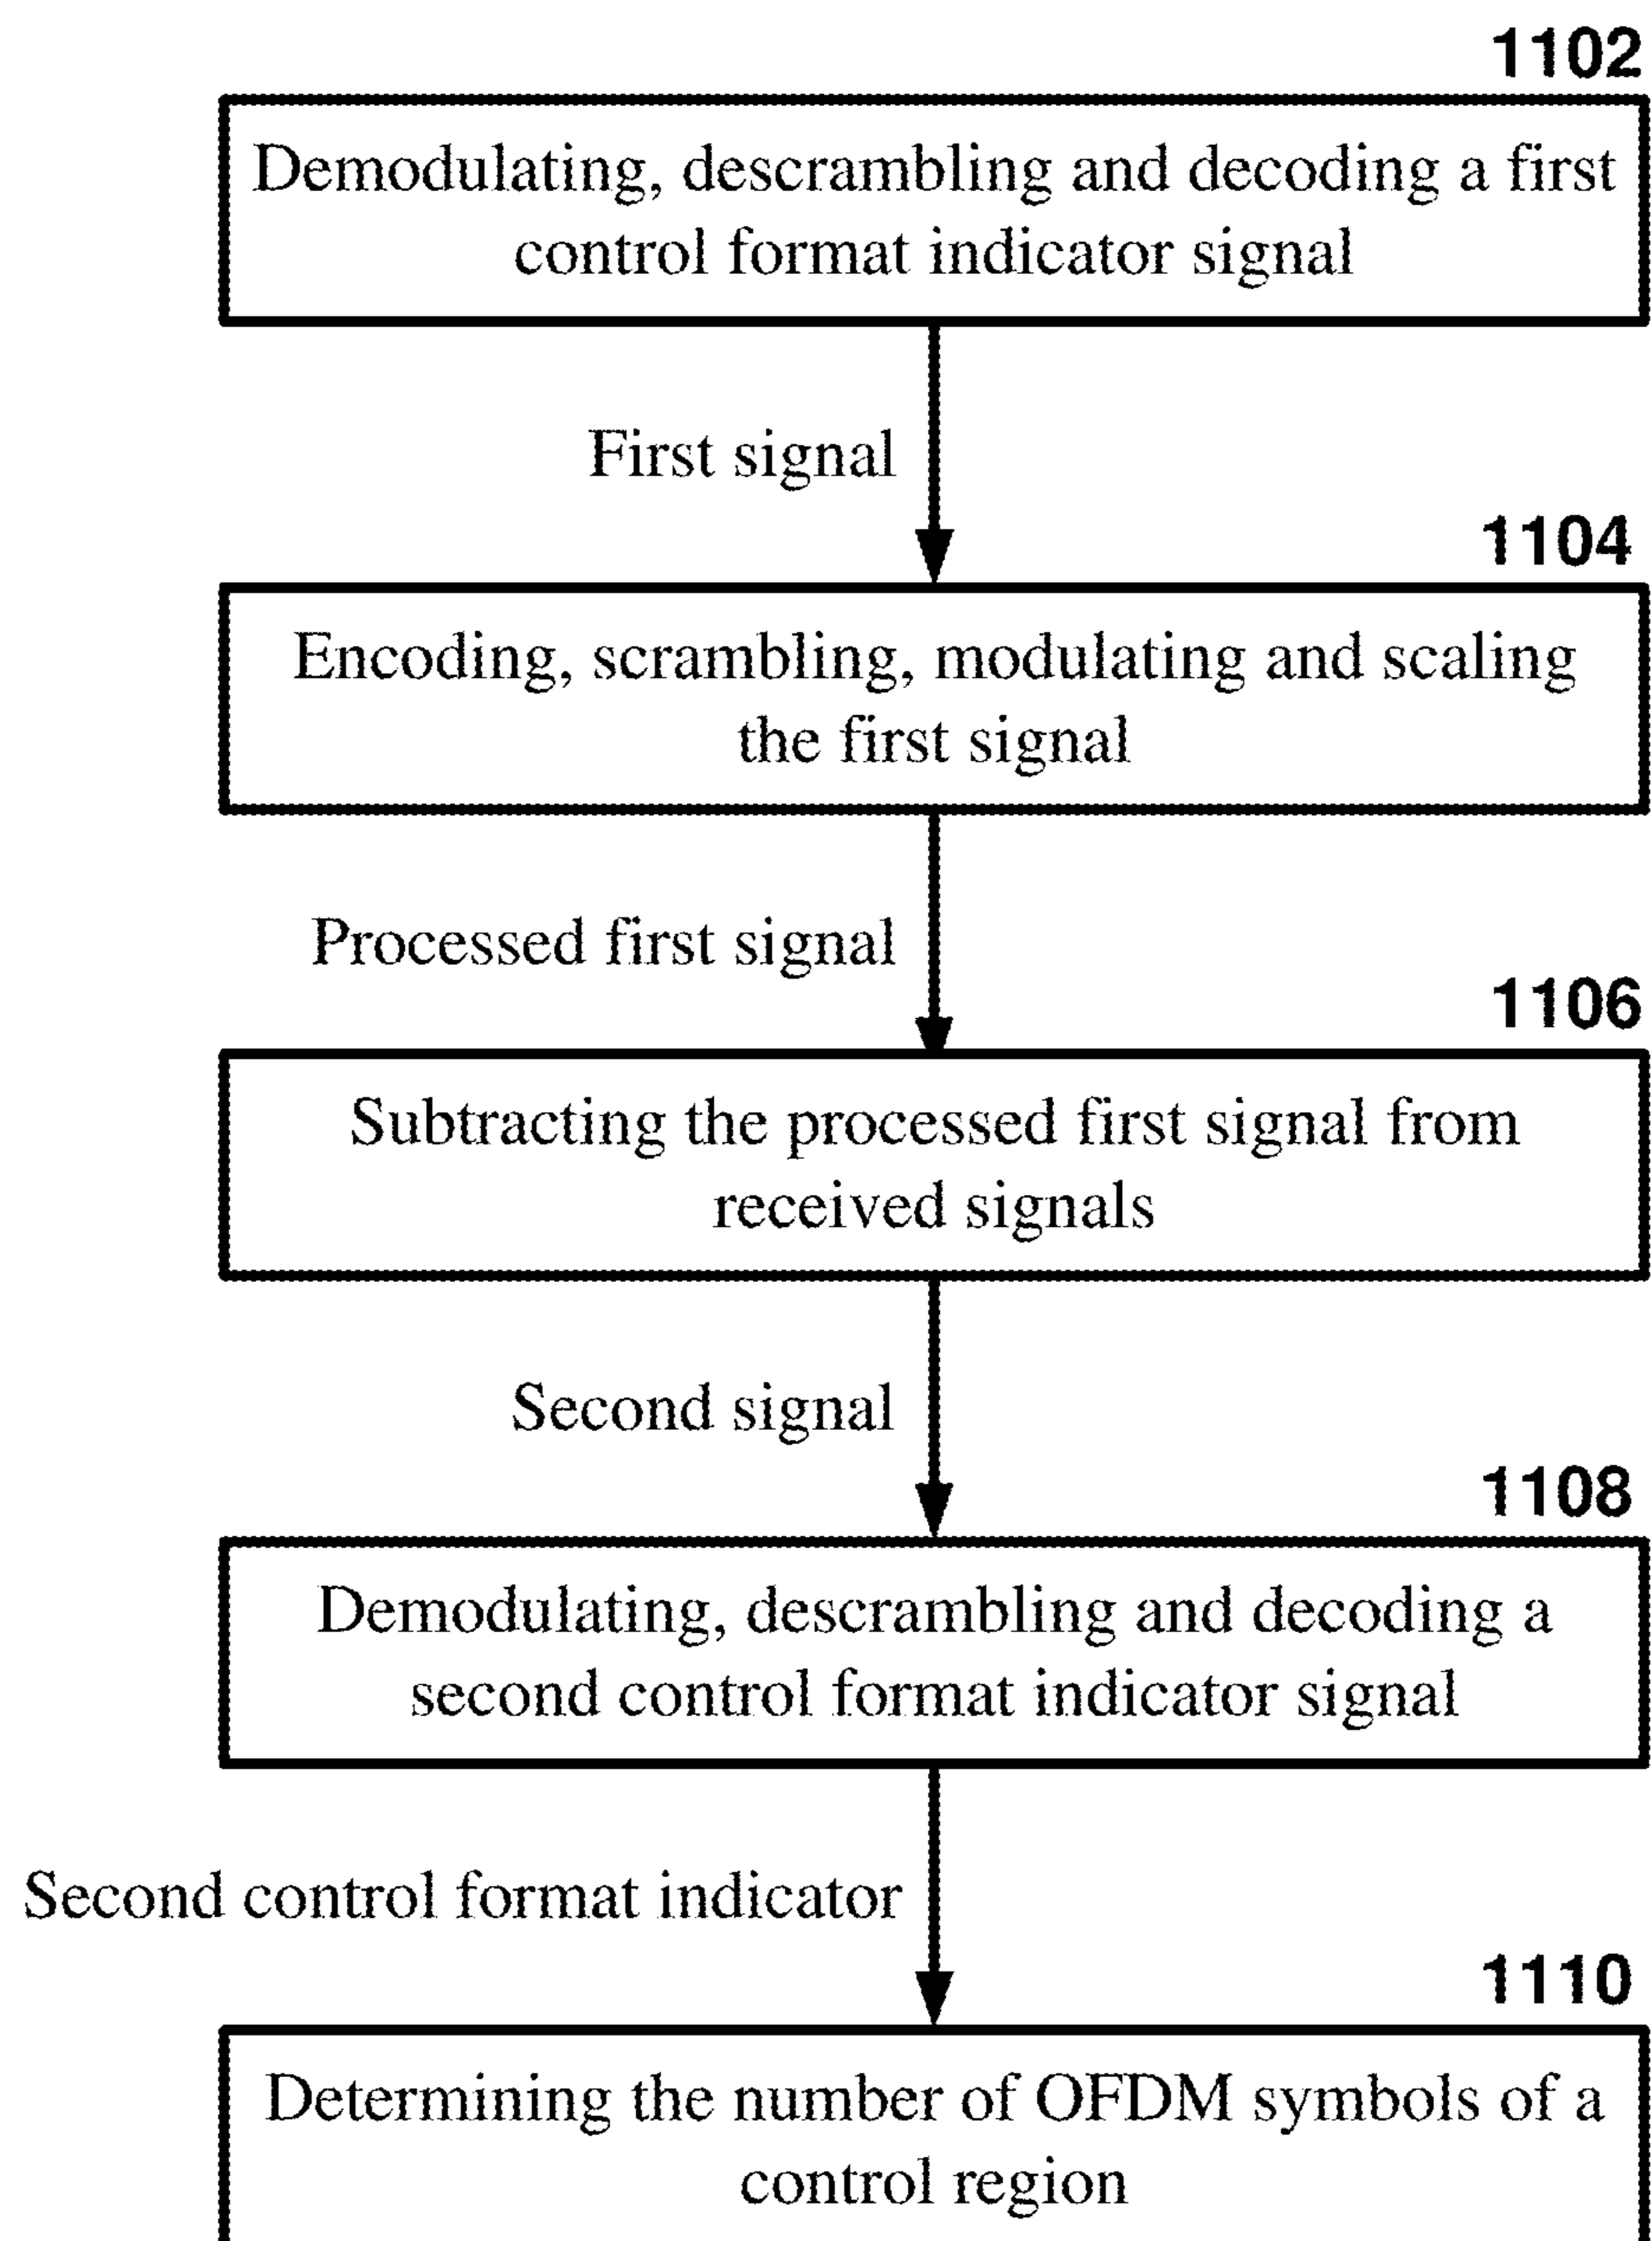 1102
Demodulating, descrambling and decoding a first
control format indicator signal
First signal
1104
Encoding, scrambling, modulating and scaling
the first signal
Processed first signal
1106
Subtracting the processed first signal from
received signals
Second signal
1108
Demodulating, descrambling and decoding a
second control format indicator signal
Second control format indicator
1110
Determining the number of OFDM symbols of a
control region